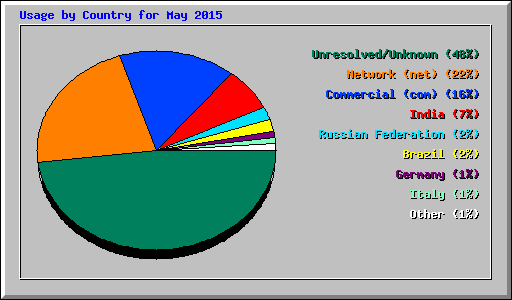 Usage by Country for May 2015
Unresolved/Unknown (48%)
Network (net) (22%)
Commercial (com) (16%)
India (7%)
Russian Federation (2%)
Brazil (2%)
Germany (1%)
Italy (1%)
Other (1%)